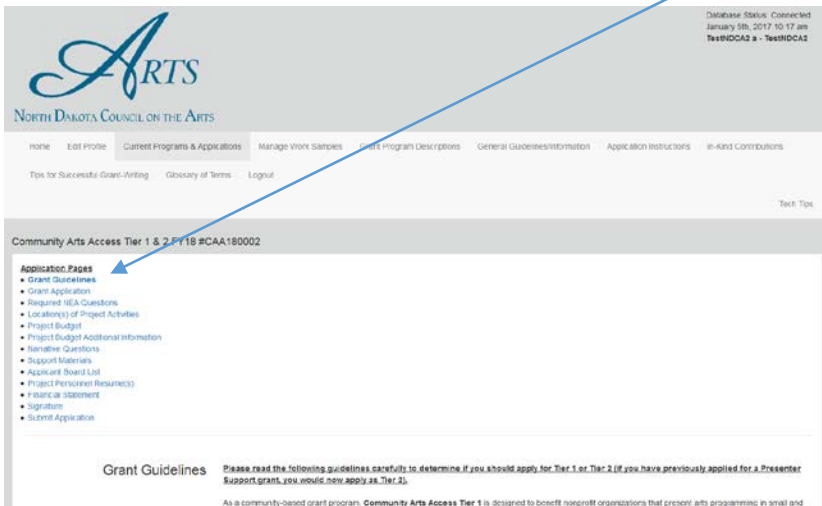 Database Status: Connected
January 5th, 2017 10:17 am
TestNDCA2 a - TestNDCA2
ARTS
NORTH DAKOTA COUNCIL ON THE ARTS
Home Edit Profile Current Programs & Applications Manage Work Samples Grant Program Descriptions General Guidelines/Information Application Instructions In-Kind Contributions
Tips for Successful Grant-Writing Glossary of Terms Logout
Tech Tips
Community Arts Access Tier 1 & 2 FY18 #CAA180002
Application Pages
• Grant Guidelines
• Grant Application
• Required NEA Questions
• Location(s) of Project Activities
• Project Budget
• Project Budget Additional Information
• Narrative Questions
• Support Materials
• Applicant Board List
• Project Personnel Resume(s)
• Financial Statement
• Signature
• Submit Application
Grant Guidelines
Please read the following guidelines carefully to determine if you should apply for Tier 1 or Tier 2 (if you have previously applied for a Presenter
Support grant, you would now apply as Tier 2).
As a community-based grant program, Community Arts Access Tier 1 is designed to benefit nonprofit organizations that present arts programming in small and